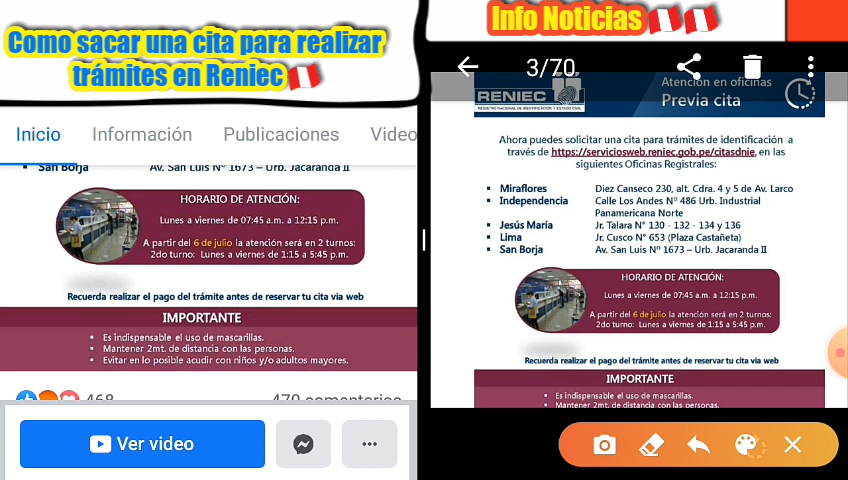 Como sacar una cita para realizar
trámites en Reniec
Inicio Información Publicaciones Video
San Borja Av. San Luis N° 1673 – Urb. Jacaranda II
HORARIO DE ATENCIÓN:
Lunes a viernes de 07:45 a.m. a 12:15 p.m.
A partir del 6 de julio la atención será en 2 turnos:
2do turno: Lunes a viernes de 1:15 a 5:45 p.m.
Recuerda realizar el pago del trámite antes de reservar tu cita via web
IMPORTANTE
▪ Es indispensable el uso de mascarillas.
▪ Mantener 2mt. de distancia con las personas.
▪ Evitar en lo posible acudir con niños y/o adultos mayores.
468 470 comentarios
Ver video
Info Noticias
3/70
RENIEC
REGISTRO NACIONAL DE IDENTIFICACIÓN Y ESTADO CIVIL
Atención en oficinas
Previa cita
Ahora puedes solicitar una cita para trámites de identificación a
través de https://serviciosweb.reniec.gob.pe/citasdnie, en las
siguientes Oficinas Registrales:
▪ Miraflores Diez Canseco 230, alt. Cdra. 4 y 5 de Av. Larco
▪ Independencia Calle Los Andes N° 486 Urb. Industrial
Panamericana Norte
▪ Jesús María Jr. Talara N° 130 - 132 - 134 y 136
▪ Lima Jr. Cusco N° 653 (Plaza Castañeta)
▪ San Borja Av. San Luis N° 1673 – Urb. Jacaranda II
HORARIO DE ATENCIÓN:
Lunes a viernes de 07:45 a.m. a 12:15 p.m.
A partir del 6 de julio la atención será en 2 turnos:
2do turno: Lunes a viernes de 1:15 a 5:45 p.m.
Recuerda realizar el pago del trámite antes de reservar tu cita via web
IMPORTANTE
▪ Es indispensable el uso de mascarillas.
▪ Mantener 2mt. de distancia con las personas.